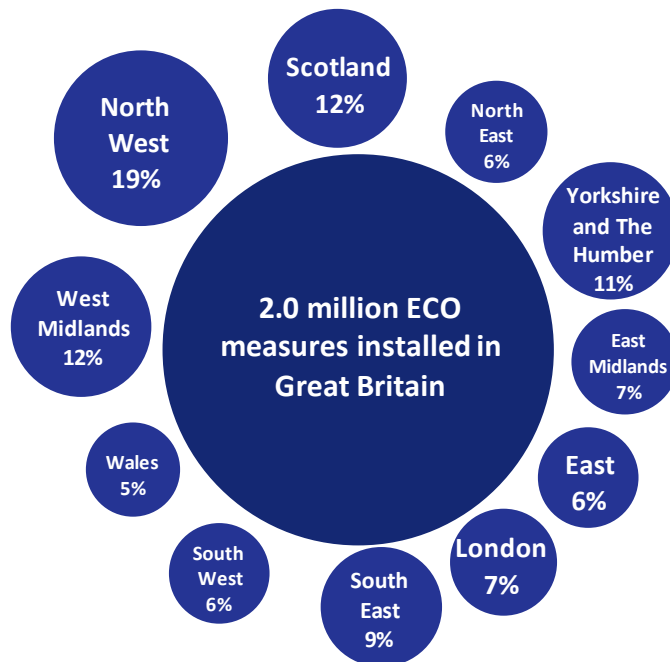 Scotland
12%
North
East
6%
Yorkshire
and The
Humber
11%
East
Midlands
7%
East
6%
London
7%
South
East
9%
South
West
6%
Wales
5%
West
Midlands
12%
North
West
19%
2.0 million ECO
measures installed in
Great Britain